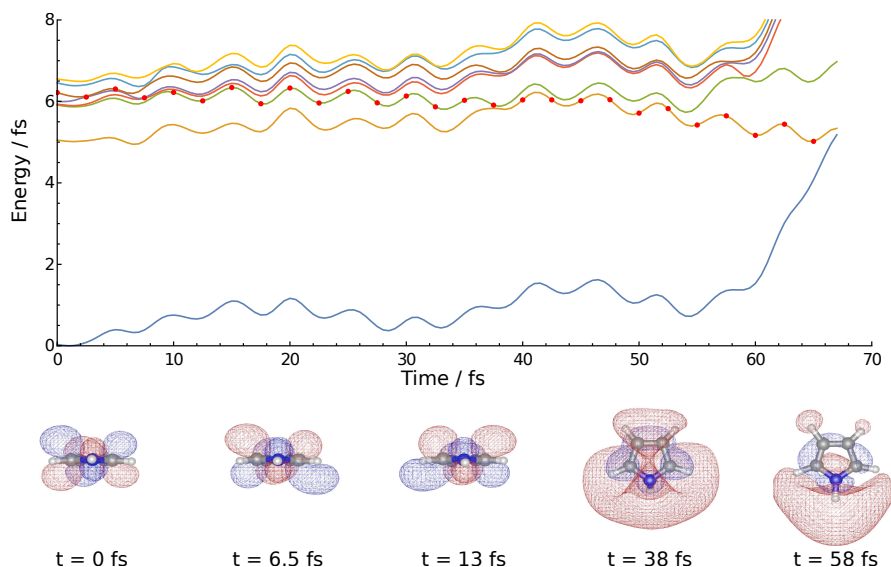 8
6
4
2
0
Energy / fs
0 10 20 30 40 50 60 70
Time / fs
t = 0 fs t = 6.5 fs t = 13 fs t = 38 fs t = 58 fs